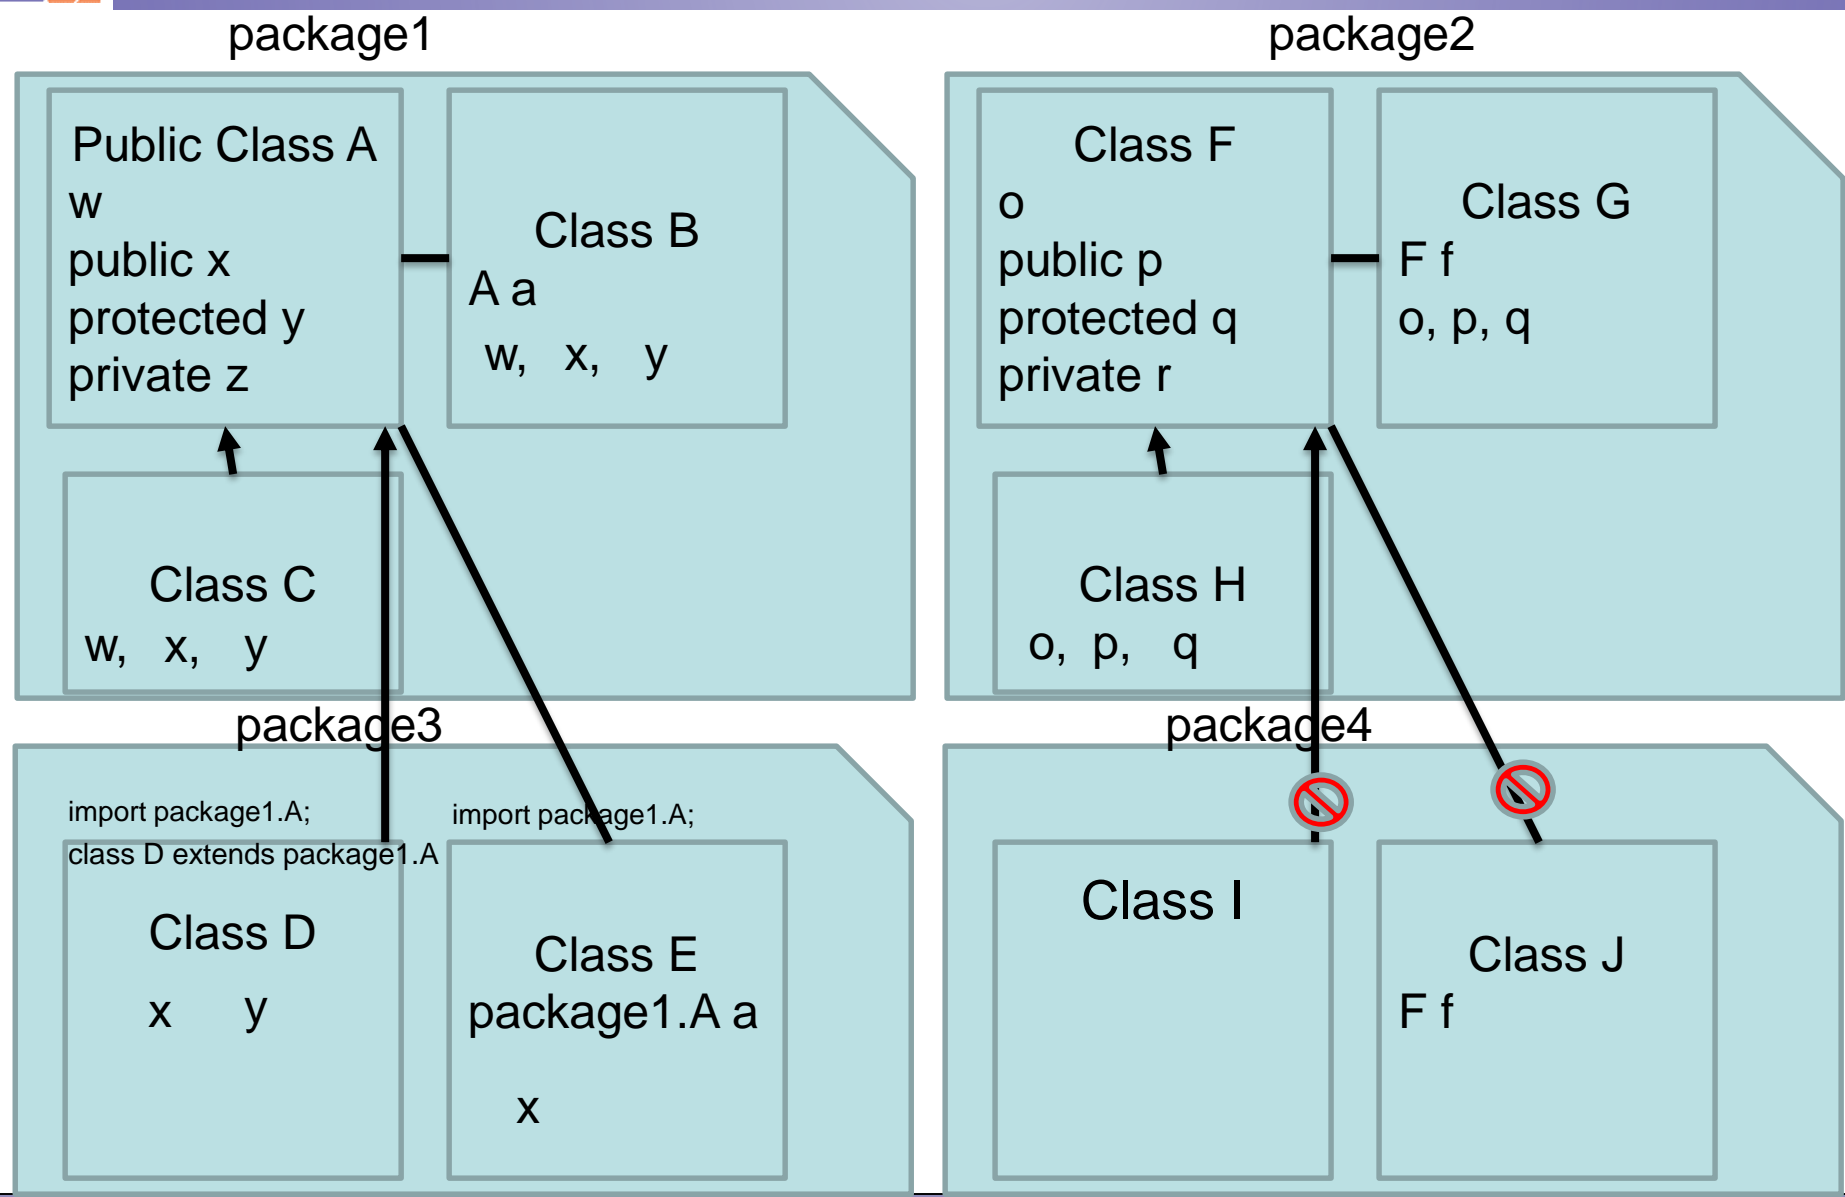 package1
Public Class A
w
public x
protected y
private z
Class B
A a
w, x, y
Class C
w, x, y
package2
Class F
o
public p
protected q
private r
Class G
F f
o, p, q
Class H
o, p, q
package3
import package1.A;
class D extends package1.A
Class D
x y
import package1.A;
Class E
package1.A a
x
package4
Class I
Class J
F f